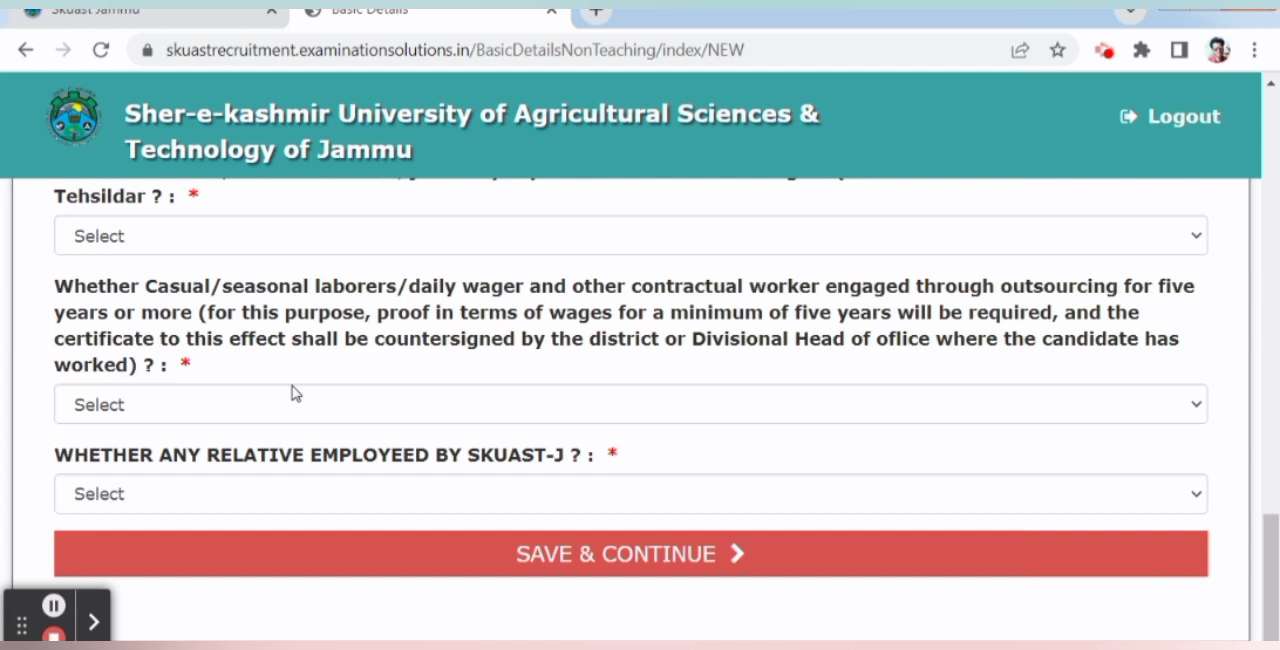 Skuast Jammu
Basic Details
skuastrecruitment.examinationsolutions.in/BasicDetailsNonTeaching/index/NEW
Sher-e-kashmir University of Agricultural Sciences &
Technology of Jammu
Logout
Tehsildar ? : *
Select
Whether Casual/seasonal laborers/daily wager and other contractual worker engaged through outsourcing for five
years or more (for this purpose, proof in terms of wages for a minimum of five years will be required, and the
certificate to this effect shall be countersigned by the district or Divisional Head of oflice where the candidate has
worked) ? : *
Select
WHETHER ANY RELATIVE EMPLOYEED BY SKUAST-J ? : *
Select
SAVE & CONTINUE